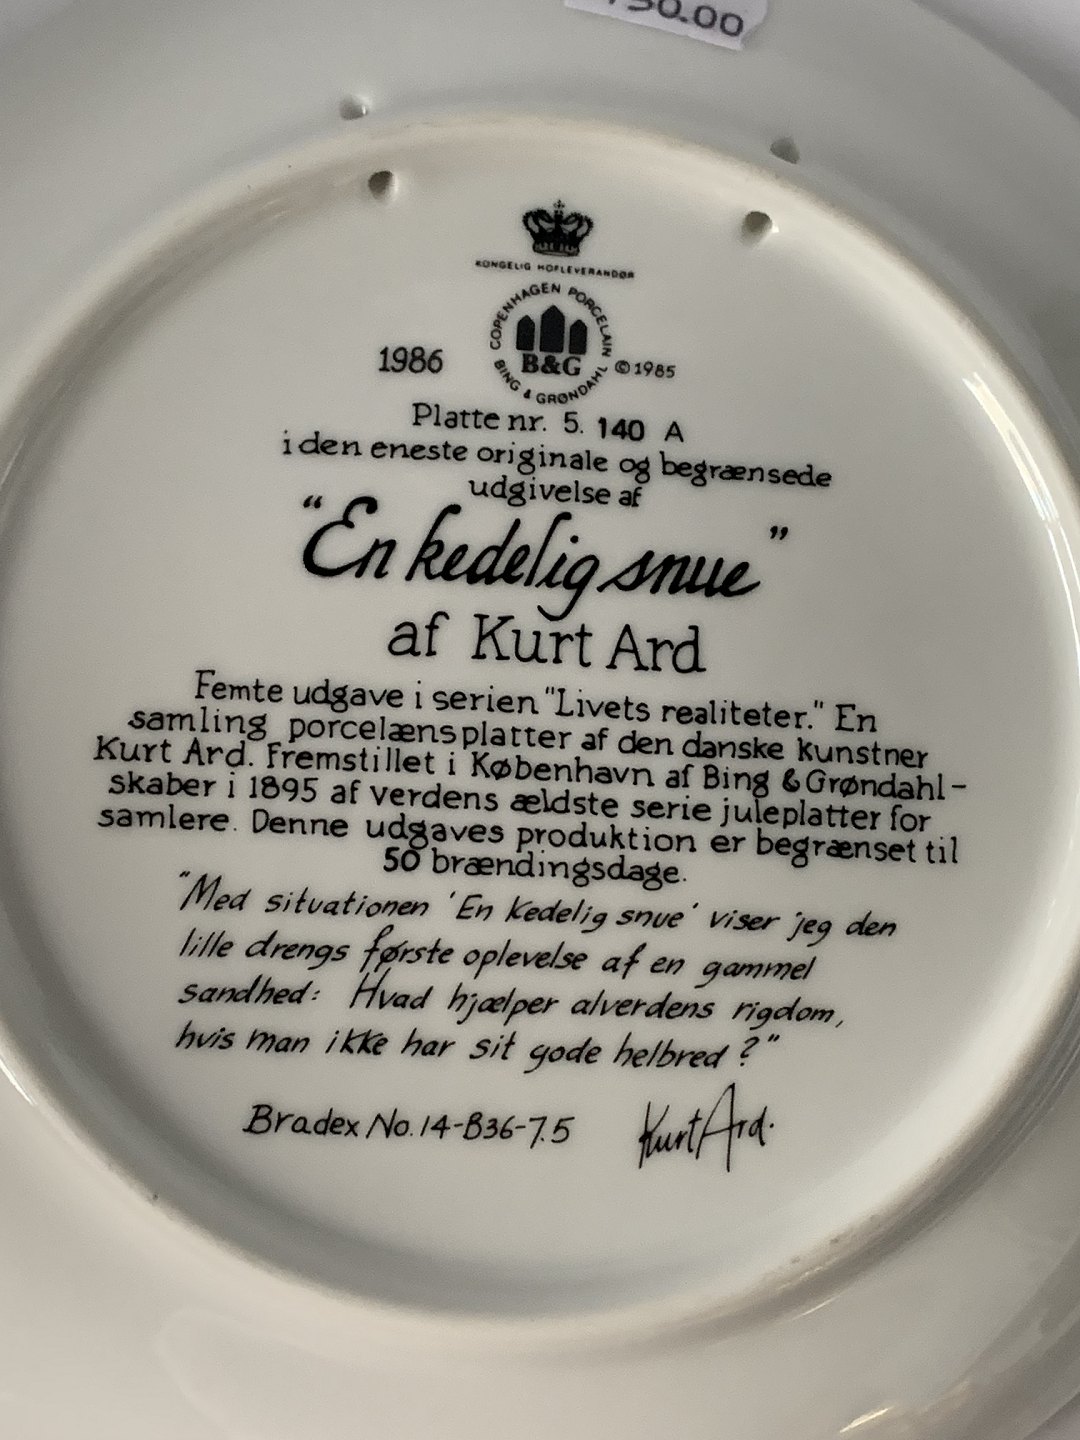 50.00
KONGELIG HOFLEVERANDØR
COPENHAGEN PORCELAIN
B&G
BING & GRØNDAHL
1986
©1985
Platte nr. 5. 140 A
i den eneste originale og begrænsede
udgivelse af
"En kedelig snue"
af Kurt Ard
Femte udgave i serien "Livets realiteter." En
samling porcelænsplatter af den danske kunstner
Kurt Ard. Fremstillet i København af Bing & Grøndahl-
skaber i 1895 af verdens ældste serie juleplatter for
samlere. Denne udgaves produktion er begrænset til
50 brændingsdage.
"Med situationen 'En kedelig snue' viser jeg den
lille drengs første oplevelse af en gammel
sandhed: Hvad hjælper alverdens rigdom,
hvis man ikke har sit gode helbred?"
Bradex No. 14-B36-7.5
Kurt Ard.